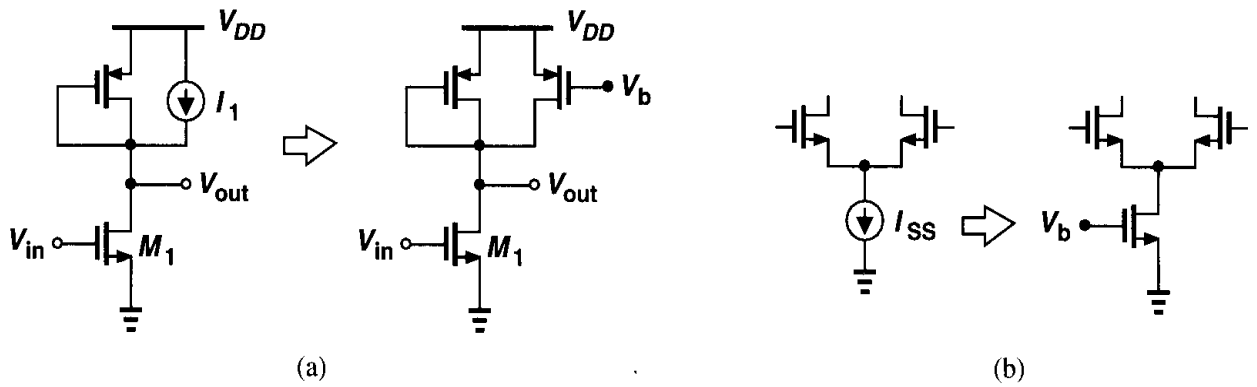 V_DD
I_1
V_out
V_in
M_1
V_DD
V_b
V_out
V_in
M_1
(a)
I_SS
V_b
(b)